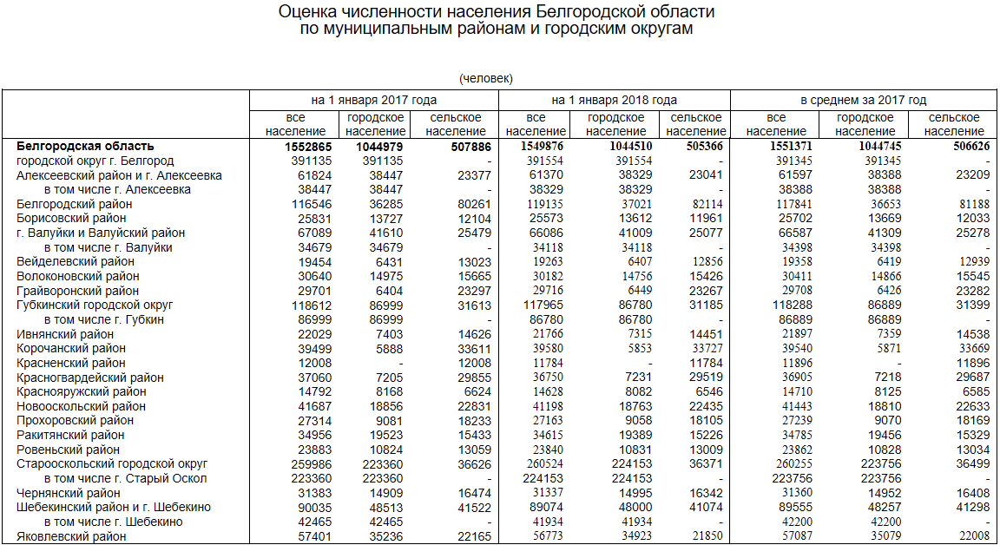 Оценка численности населения Белгородской области
по муниципальным районам и городским округам
(человек)
на 1 января 2017 года на 1 января 2018 года в среднем за 2017 год
все население городское население сельское население все население городское население сельское население все население городское население сельское население
Белгородская область 1552865 1044979 507886 1549876 1044510 505366 1551371 1044745 506626
городской округ г. Белгород 391135 391135 - 391554 391554 - 391345 391345 -
Алексеевский район и г. Алексеевка 61824 38447 23377 61370 38329 23041 61597 38388 23209
в том числе г. Алексеевка 38447 38447 - 38329 38329 - 38388 38388 -
Белгородский район 116546 36285 80261 119135 37021 82114 117841 36653 81188
Борисовский район 25831 13727 12104 25573 13612 11961 25702 13669 12033
г. Валуйки и Валуйский район 67089 41610 25479 66086 41009 25077 66587 41309 25278
в том числе г. Валуйки 34679 34679 - 34118 34118 - 34398 34398 -
Вейделевский район 19454 6431 13023 19263 6407 12856 19358 6419 12939
Волоконовский район 30640 14975 15665 30182 14756 15426 30411 14866 15545
Грайворонский район 29701 6404 23297 29716 6449 23267 29708 6426 23282
Губкинский городской округ 118612 86999 31613 117965 86780 31185 118288 86889 31399
в том числе г. Губкин 86999 86999 - 86780 86780 - 86889 86889 -
Ивнянский район 22029 7403 14626 21766 7315 14451 21897 7359 14538
Корочанский район 39499 5888 33611 39580 5853 33727 39540 5871 33669
Красненский район 12008 - 12008 11784 - 11784 11896 - 11896
Красногвардейский район 37060 7205 29855 36750 7231 29519 36905 7218 29687
Краснояружский район 14792 8168 6624 14628 8082 6546 14710 8125 6585
Новооскольский район 41687 18856 22831 41198 18763 22435 41443 18810 22633
Прохоровский район 27314 9081 18233 27163 9058 18105 27239 9070 18169
Ракитянский район 34956 19523 15433 34615 19389 15226 34785 19456 15329
Ровеньский район 23883 10824 13059 23840 10831 13009 23862 10828 13034
Старооскольский городской округ 259986 223360 36626 260524 224153 36371 260255 223756 36499
в том числе г. Старый Оскол 223360 223360 - 224153 224153 - 223756 223756 -
Чернянский район 31383 14909 16474 31337 14995 16342 31360 14952 16408
Шебекинский район и г. Шебекино 90035 48513 41522 89074 48000 41074 89555 48257 41298
в том числе г. Шебекино 42465 42465 - 41934 41934 - 42200 42200 -
Яковлевский район 57401 35236 22165 56773 34923 21850 57087 35079 22008